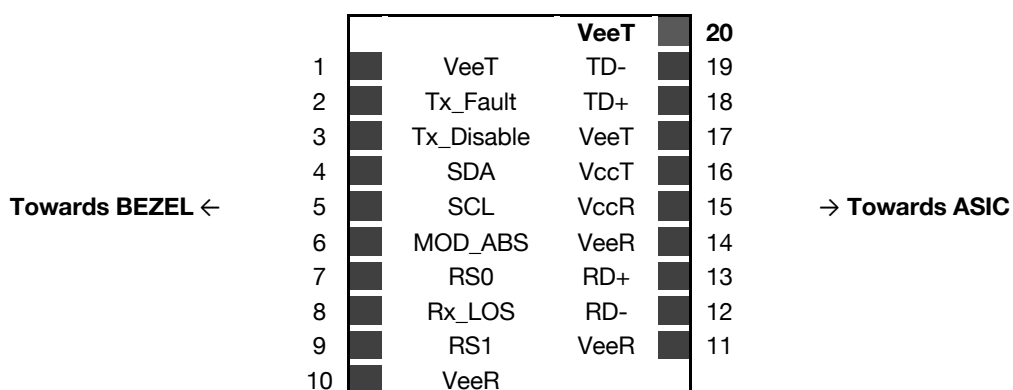 VeeT 20
1 VeeT TD- 19
2 Tx_Fault TD+ 18
3 Tx_Disable VeeT 17
4 SDA VccT 16
Towards BEZEL ← 5 SCL VccR 15 → Towards ASIC
6 MOD_ABS VeeR 14
7 RS0 RD+ 13
8 Rx_LOS RD- 12
9 RS1 VeeR 11
10 VeeR